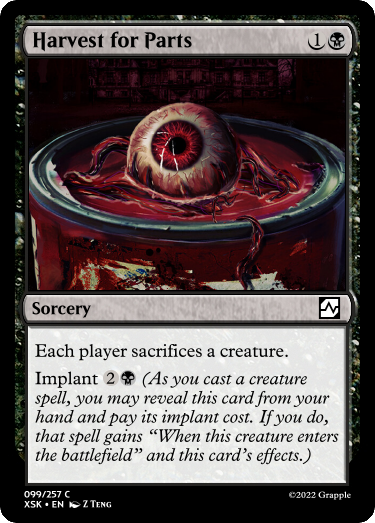 Harvest for Parts 1
Sorcery
Each player sacrifices a creature.
Implant 2 (As you cast a creature
spell, you may reveal this card from your
hand and pay its implant cost. If you do,
that spell gains “When this creature enters
the battlefield” and this card’s effects.)
099/257 C
XSK • EN Z Teng
©2022 Grapple